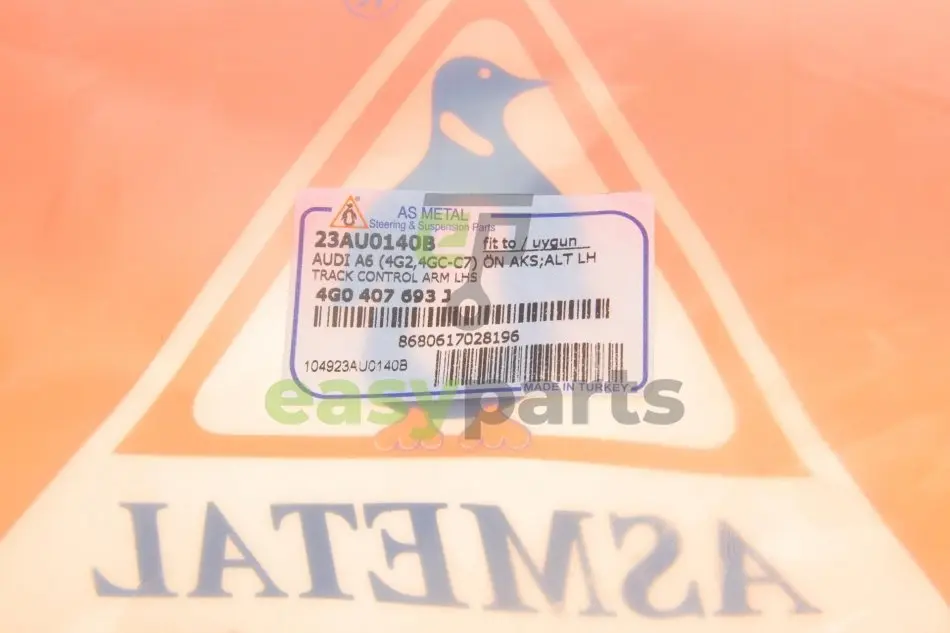 AS METAL
Steering & Suspension Parts
23AU0140B fit to / uygun
AUDI A6 (4G2,4GC-C7) ÖN AKS;ALT LH
TRACK CONTROL ARM LHS
4G0 407 693 J
8680617028196
104923AU0140B
MADE IN TURKEY
easyparts
ASMETAL